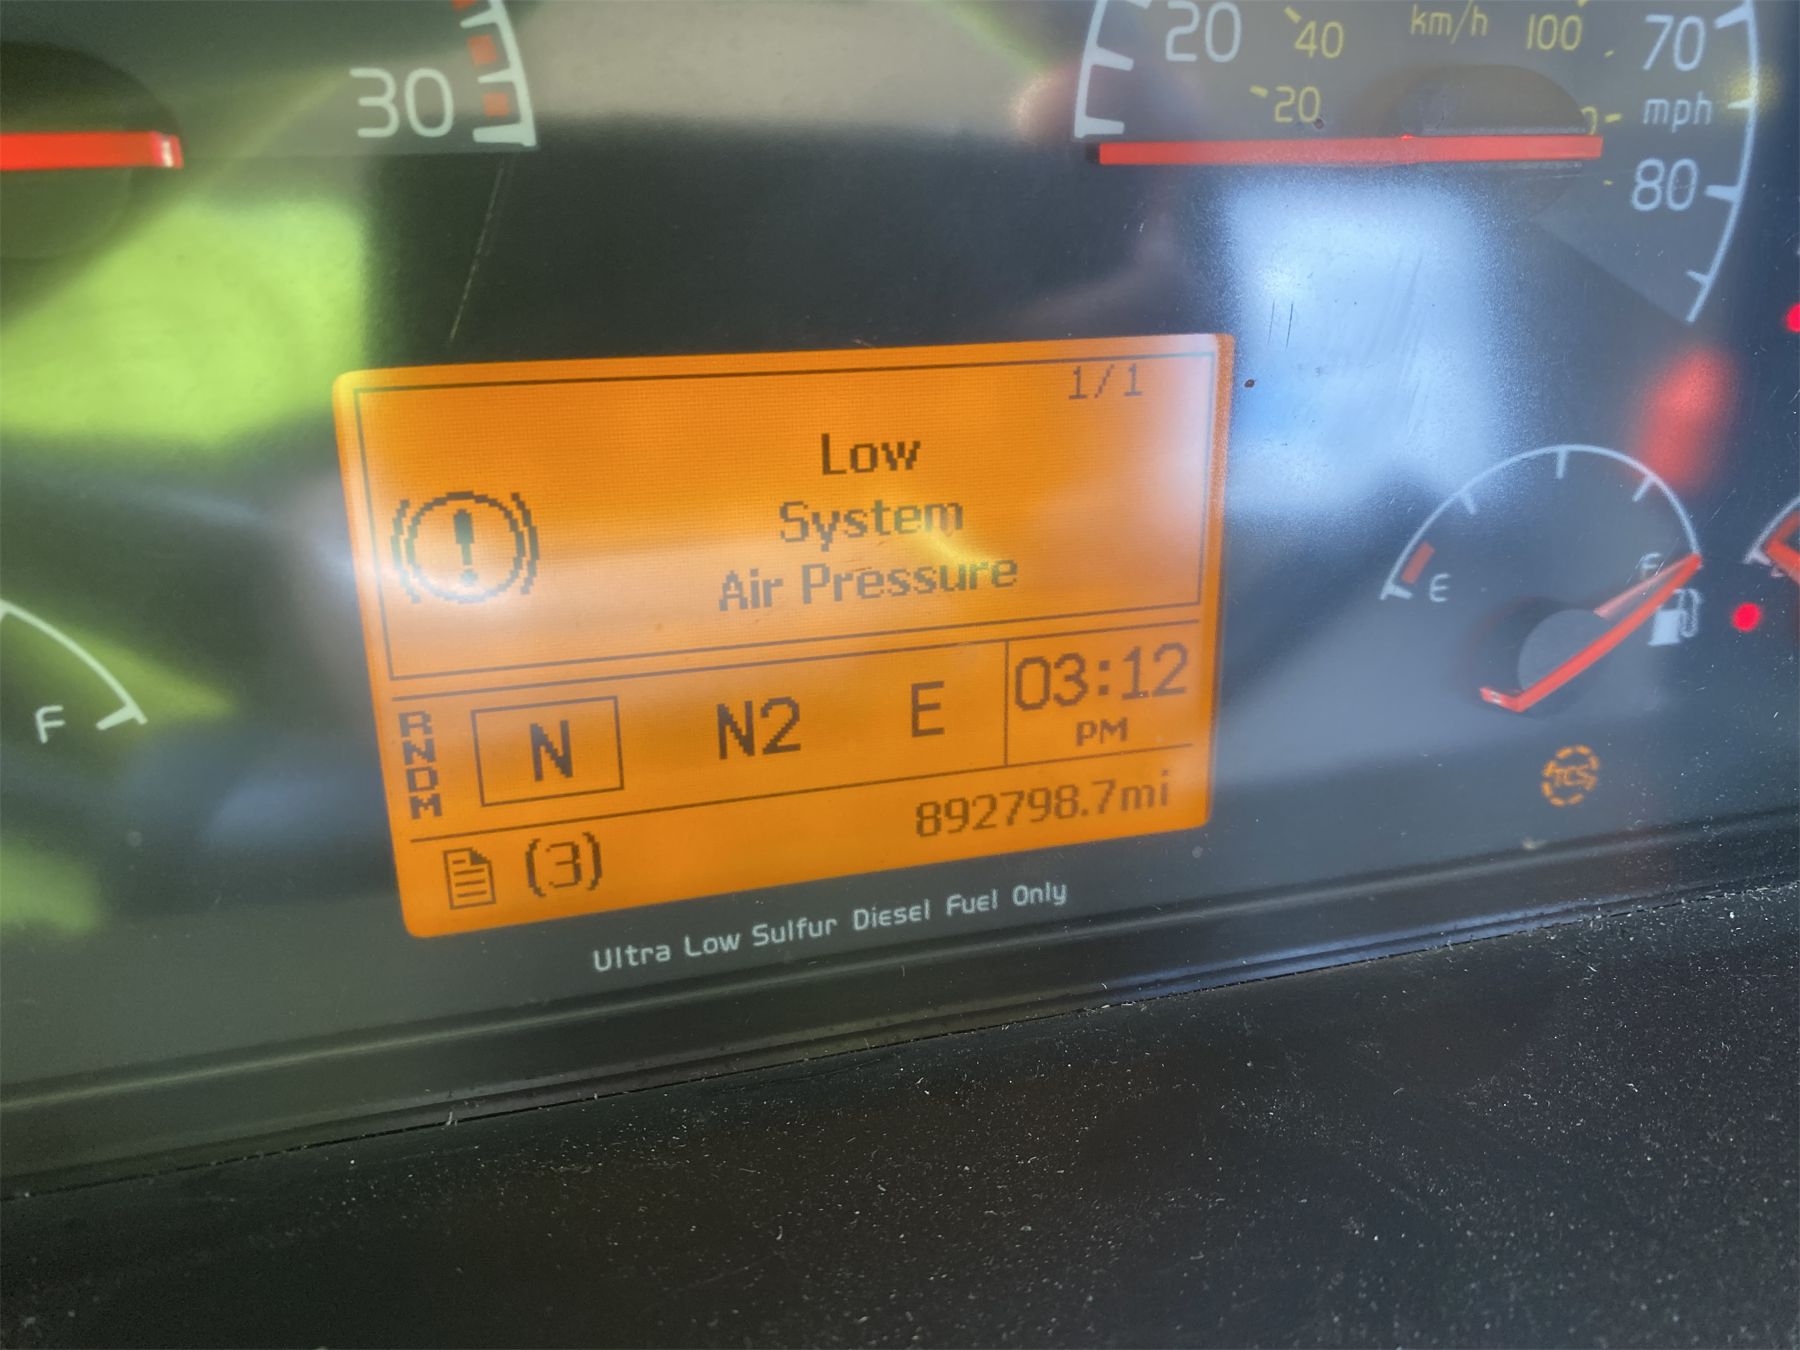 30
20
40
km/h
100
70
20
mph
80
1/1
Low
System
Air Pressure
E
F
F
RNDM
N
N2
E
03:12
PM
TCS
892798.7mi
(3)
Ultra Low Sulfur Diesel Fuel Only